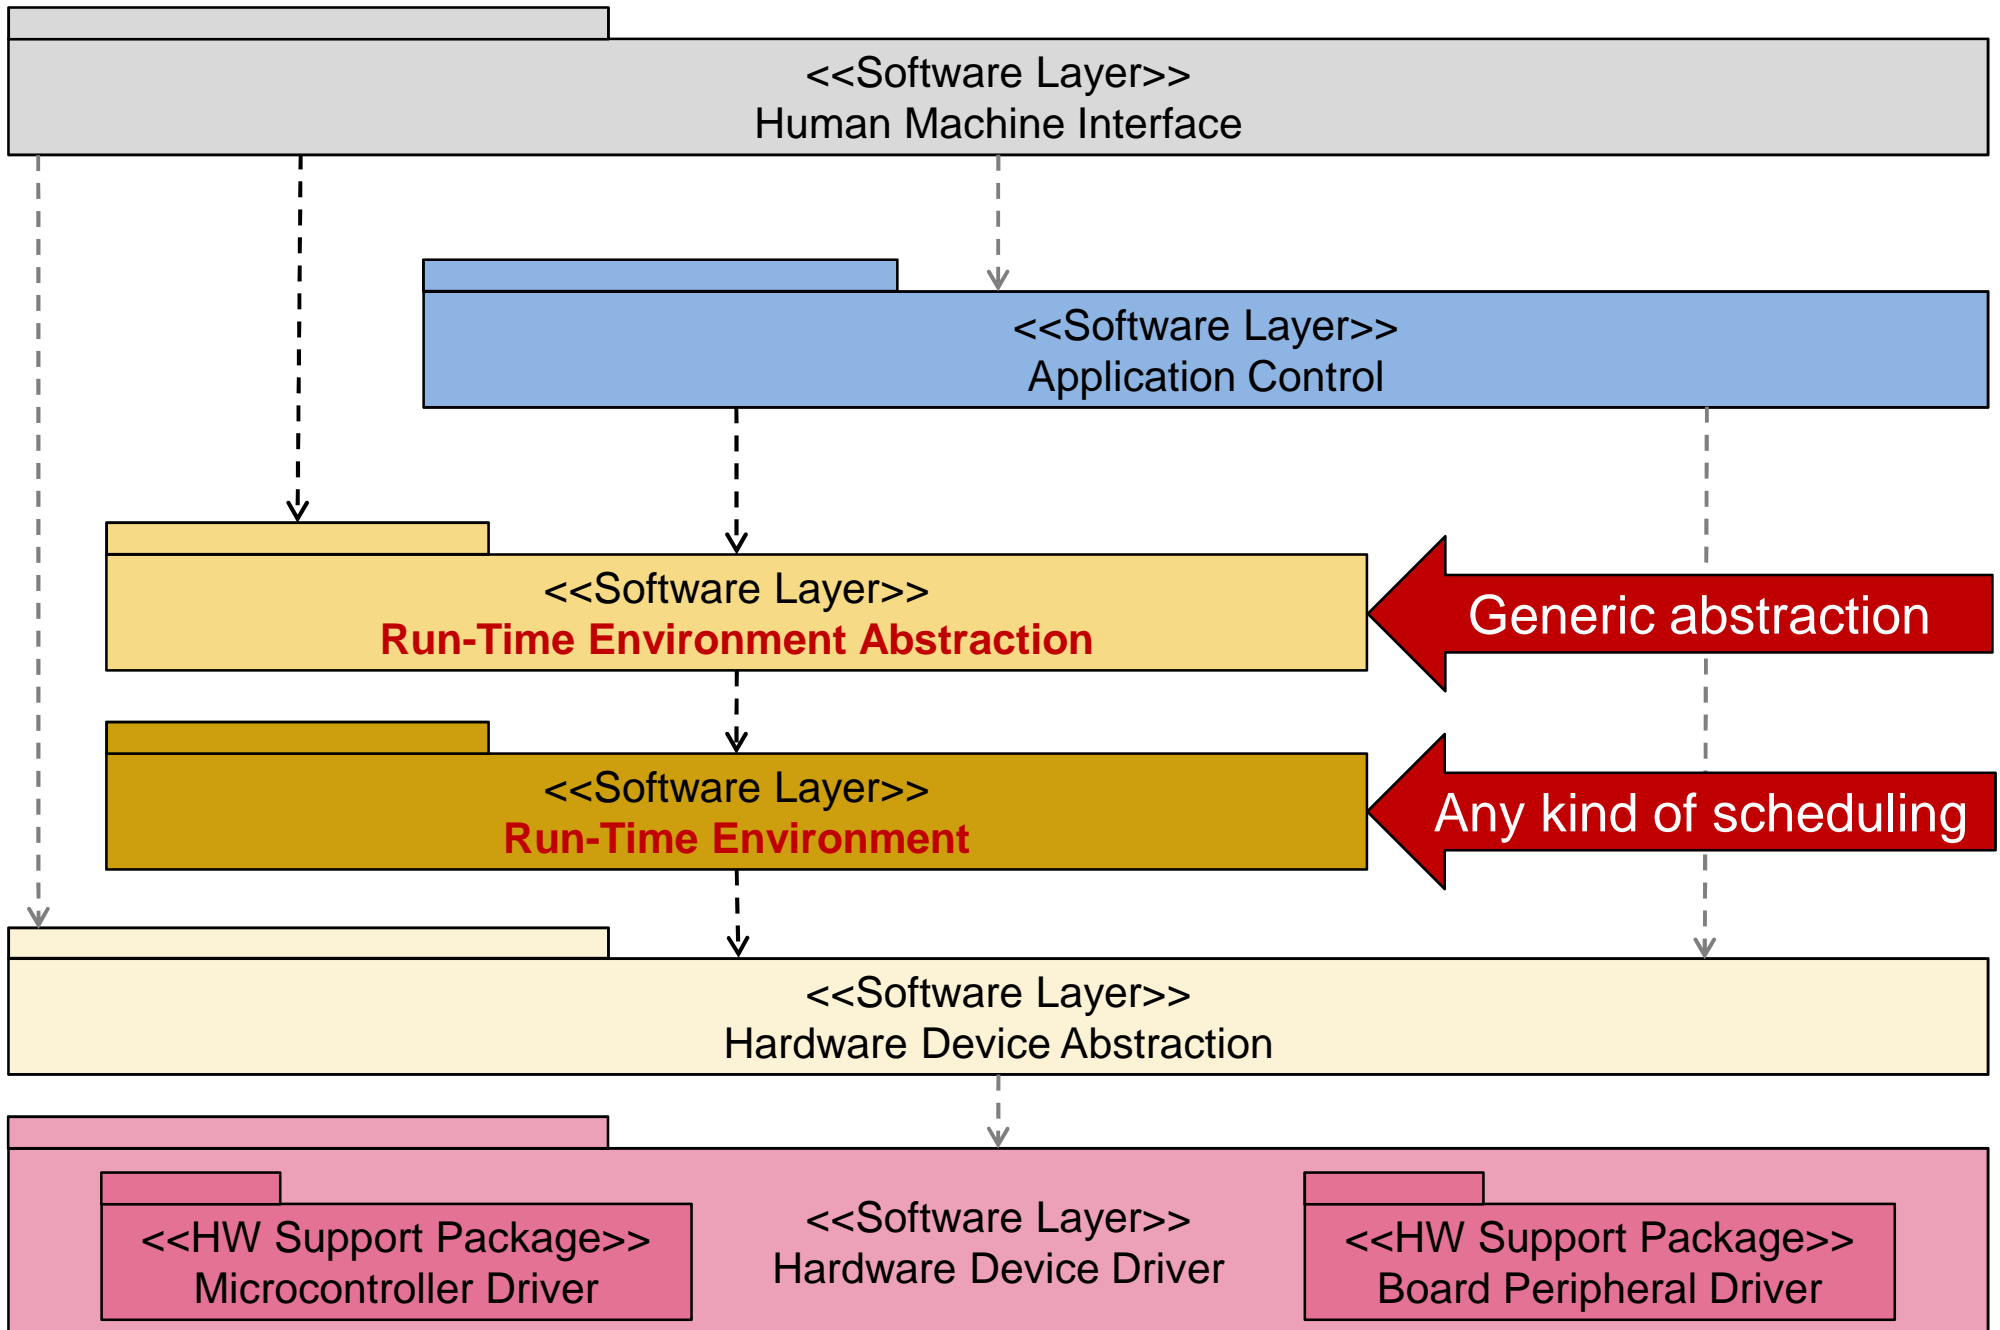 <<Software Layer>>
Human Machine Interface
<<Software Layer>>
Application Control
<<Software Layer>>
Run-Time Environment Abstraction
Generic abstraction
<<Software Layer>>
Run-Time Environment
Any kind of scheduling
<<Software Layer>>
Hardware Device Abstraction
<<HW Support Package>>
Microcontroller Driver
<<Software Layer>>
Hardware Device Driver
<<HW Support Package>>
Board Peripheral Driver